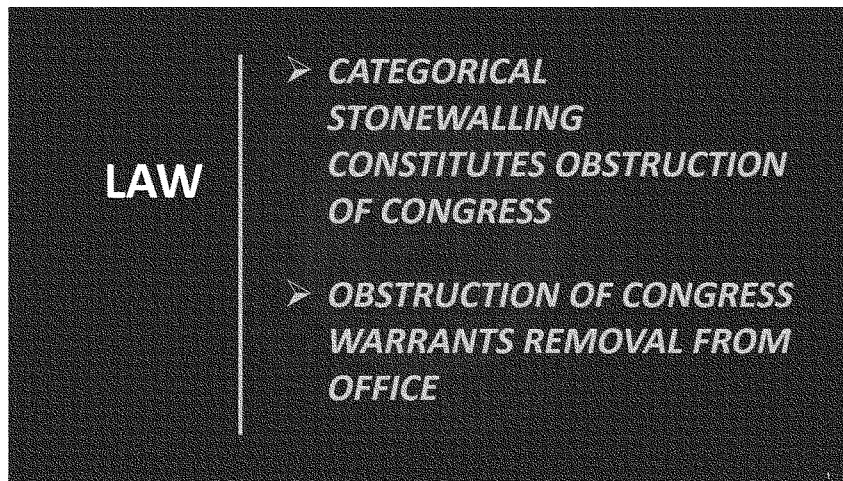 LAW
➢ CATEGORICAL
STONEWALLING
CONSTITUTES OBSTRUCTION
OF CONGRESS
➢ OBSTRUCTION OF CONGRESS
WARRANTS REMOVAL FROM
OFFICE